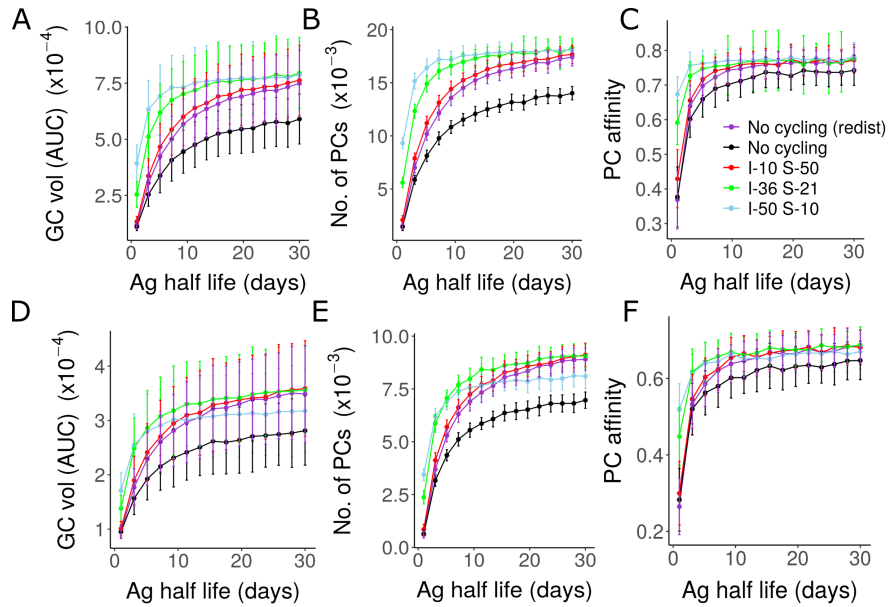 A
GC vol (AUC) (x10⁻⁴)
10.0
7.5
5.0
2.5
0
10
20
30
Ag half life (days)
B
No. of PCs (x10⁻³)
20
15
10
5
0
10
20
30
Ag half life (days)
C
PC affinity
0.8
0.7
0.6
0.5
0.4
0.3
No cycling (redist)
No cycling
I-10 S-50
I-36 S-21
I-50 S-10
0
10
20
30
Ag half life (days)
D
GC vol (AUC) (x10⁻⁴)
4
3
2
1
0
10
20
30
Ag half life (days)
E
No. of PCs (x10⁻³)
10.0
7.5
5.0
2.5
0.0
0
10
20
30
Ag half life (days)
F
PC affinity
0.6
0.4
0.2
0
10
20
30
Ag half life (days)